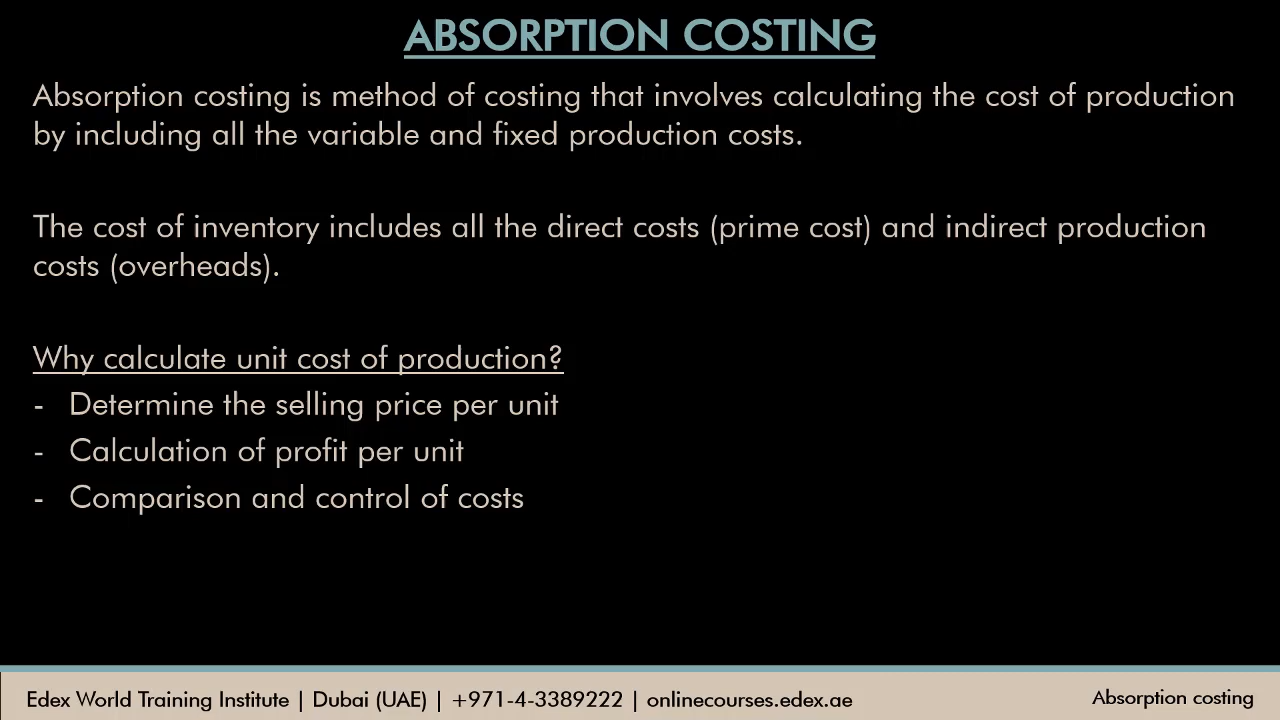 ABSORPTION COSTING
Absorption costing is method of costing that involves calculating the cost of production
by including all the variable and fixed production costs.
The cost of inventory includes all the direct costs (prime cost) and indirect production
costs (overheads).
Why calculate unit cost of production?
- Determine the selling price per unit
- Calculation of profit per unit
- Comparison and control of costs
Edex World Training Institute | Dubai (UAE) | +971-4-3389222 | onlinecourses.edex.ae
Absorption costing